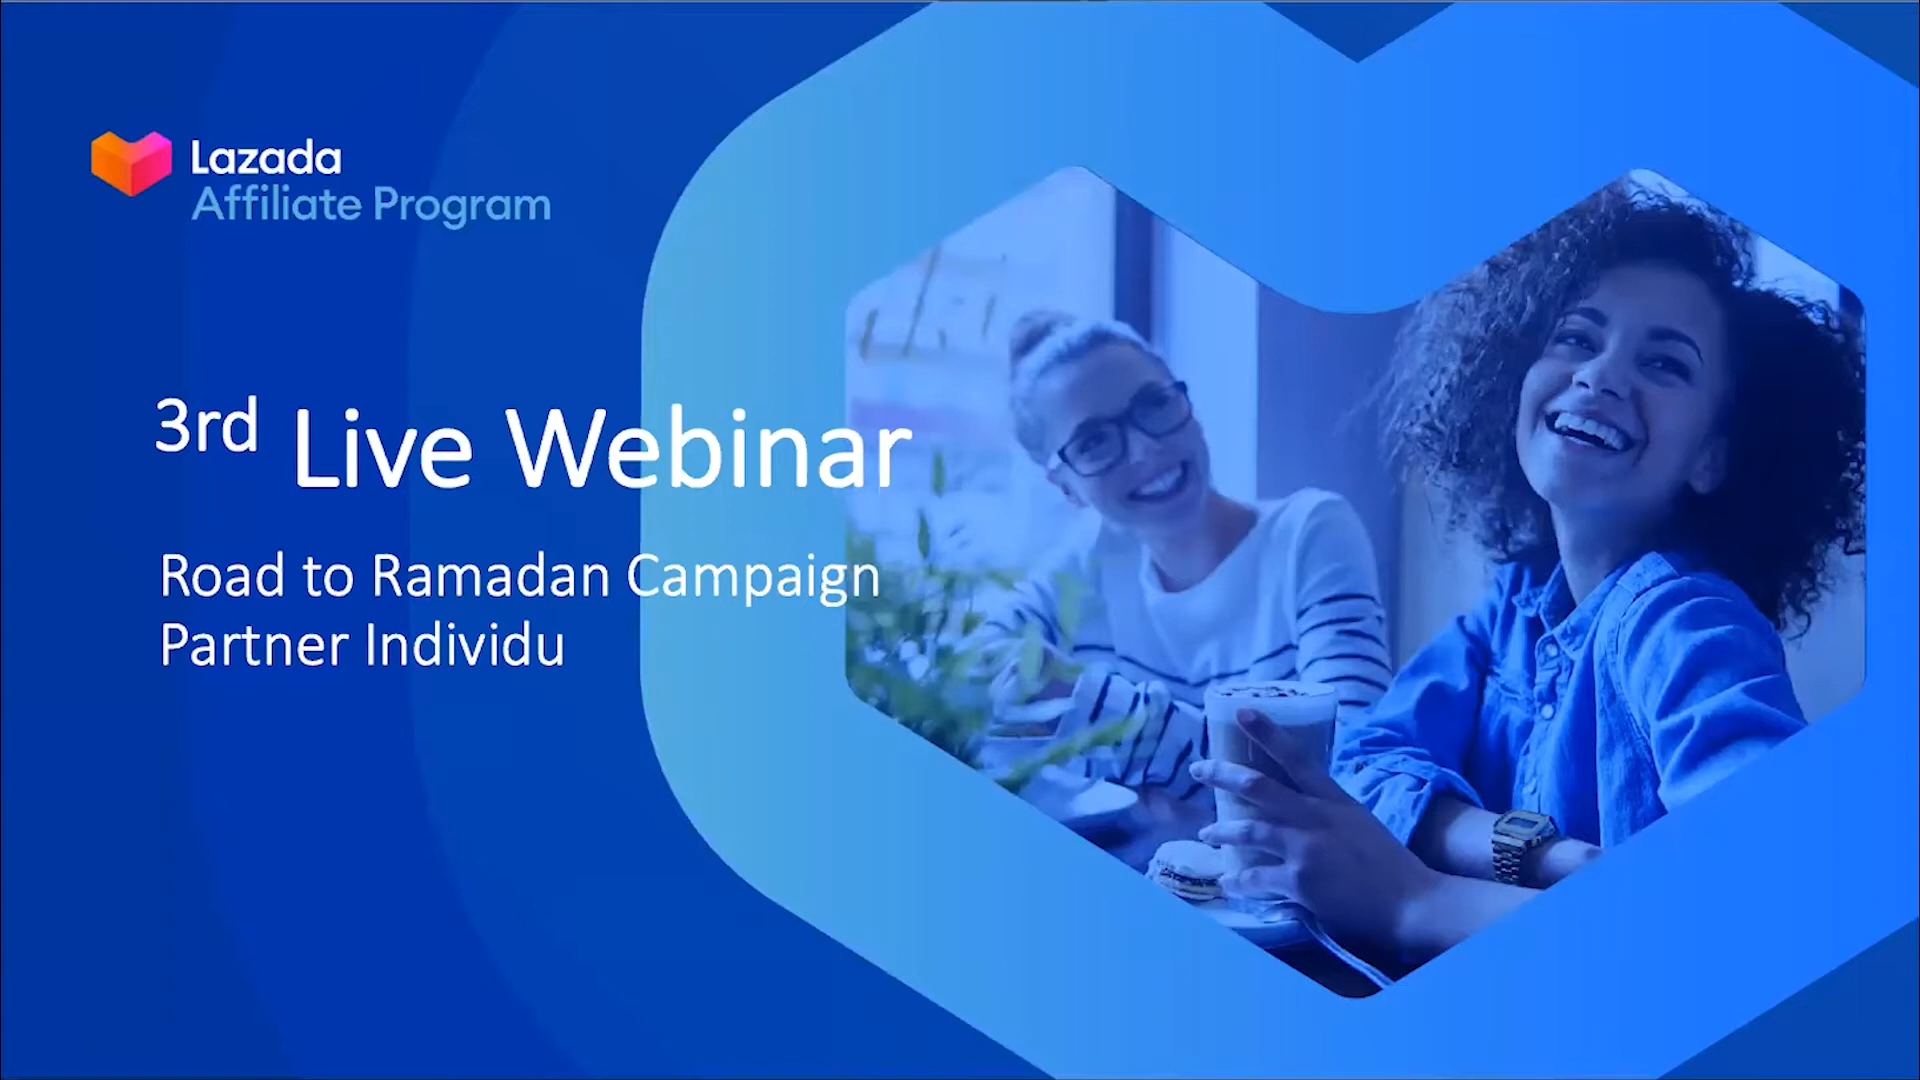 Lazada
Affiliate Program
3rd Live Webinar
Road to Ramadan Campaign
Partner Individu